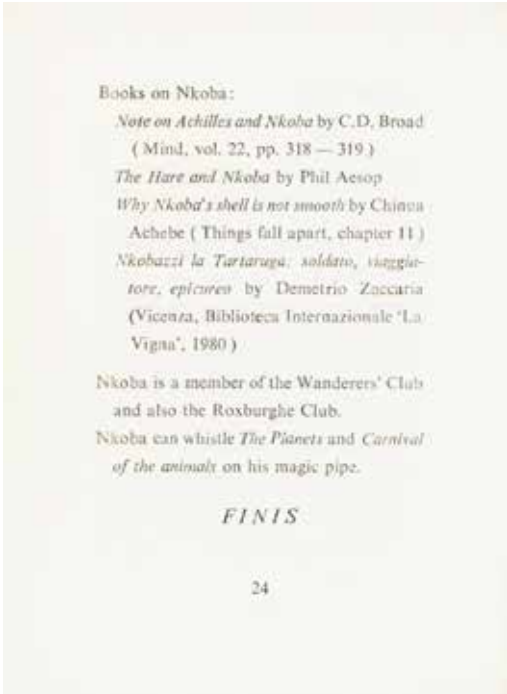 Books on Nkoba:
Note on Achilles and Nkoba by C.D. Broad
( Mind, vol. 22, pp. 318 — 319 )
The Hare and Nkoba by Phil Aesop
Why Nkoba's shell is not smooth by Chinua
Achebe ( Things fall apart, chapter 11 )
Nkobazzi la Tartaruga: soldato, viaggia-
tore, epicureo by Demetrio Zaccaria
(Vicenza, Biblioteca Internazionale 'La
Vigna', 1980 )
Nkoba is a member of the Wanderers' Club
and also the Roxburghe Club.
Nkoba can whistle The Planets and Carnival
of the animals on his magic pipe.
FINIS
24